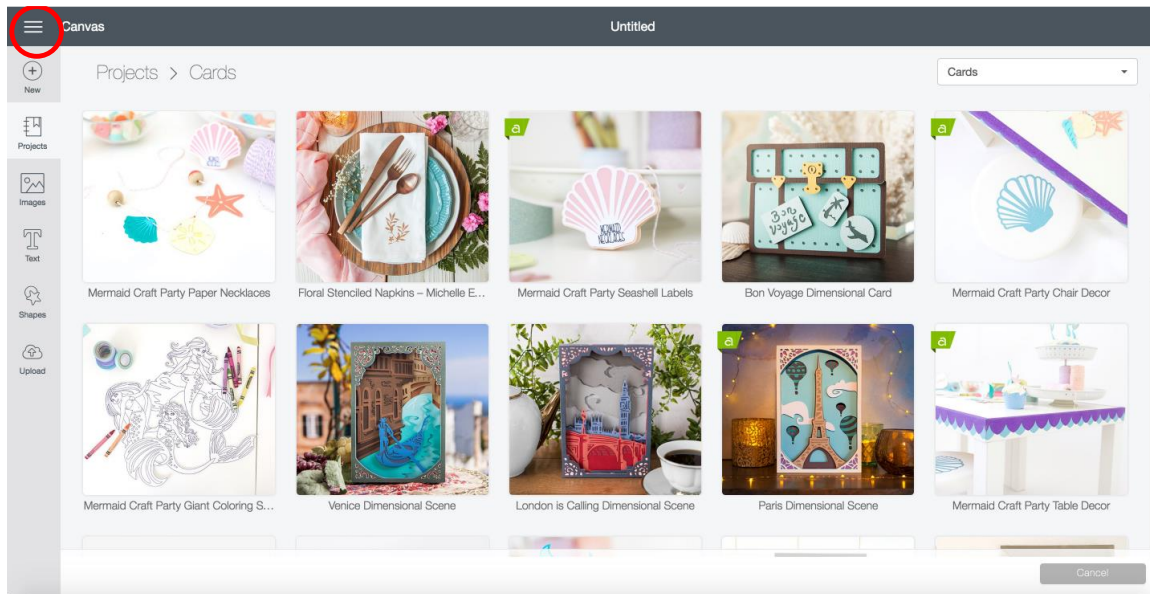 Canvas
Untitled
New
Projects
Images
Text
Shapes
Upload
Projects > Cards
Cards
a
a
Bon
voyage
Mermaid Craft Party Paper Necklaces
Floral Stenciled Napkins – Michelle E...
Mermaid Craft Party Seashell Labels
Bon Voyage Dimensional Card
Mermaid Craft Party Chair Decor
a
a
Mermaid Craft Party Giant Coloring S...
Venice Dimensional Scene
London is Calling Dimensional Scene
Paris Dimensional Scene
Mermaid Craft Party Table Decor
Cancel